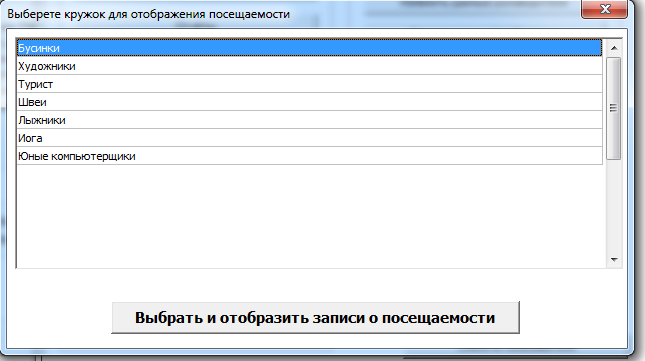 Выберете кружок для отображения посещаемости
Бусинки
Художники
Турист
Швеи
Лыжники
Иога
Юные компьютерщики
Выбрать и отобразить записи о посещаемости